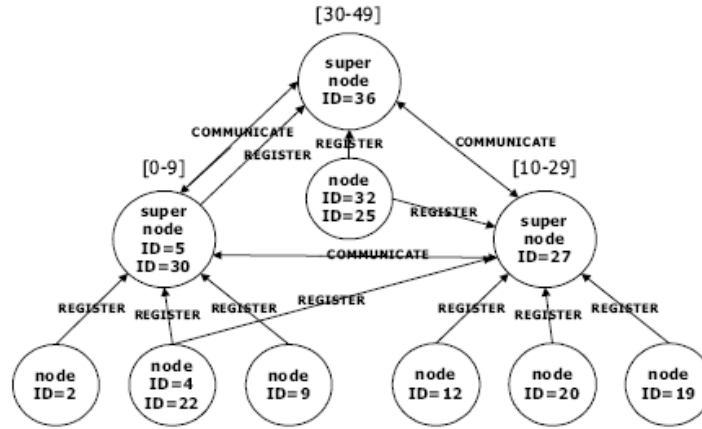 [30-49]
super
node
ID=36
COMMUNICATE
REGISTER
REGISTER
COMMUNICATE
[0-9]
[10-29]
node
ID=32
ID=25
REGISTER
super
node
ID=5
ID=30
super
node
ID=27
COMMUNICATE
REGISTER
REGISTER
REGISTER
REGISTER
REGISTER
REGISTER
REGISTER
node
ID=2
node
ID=4
ID=22
node
ID=9
node
ID=12
node
ID=20
node
ID=19